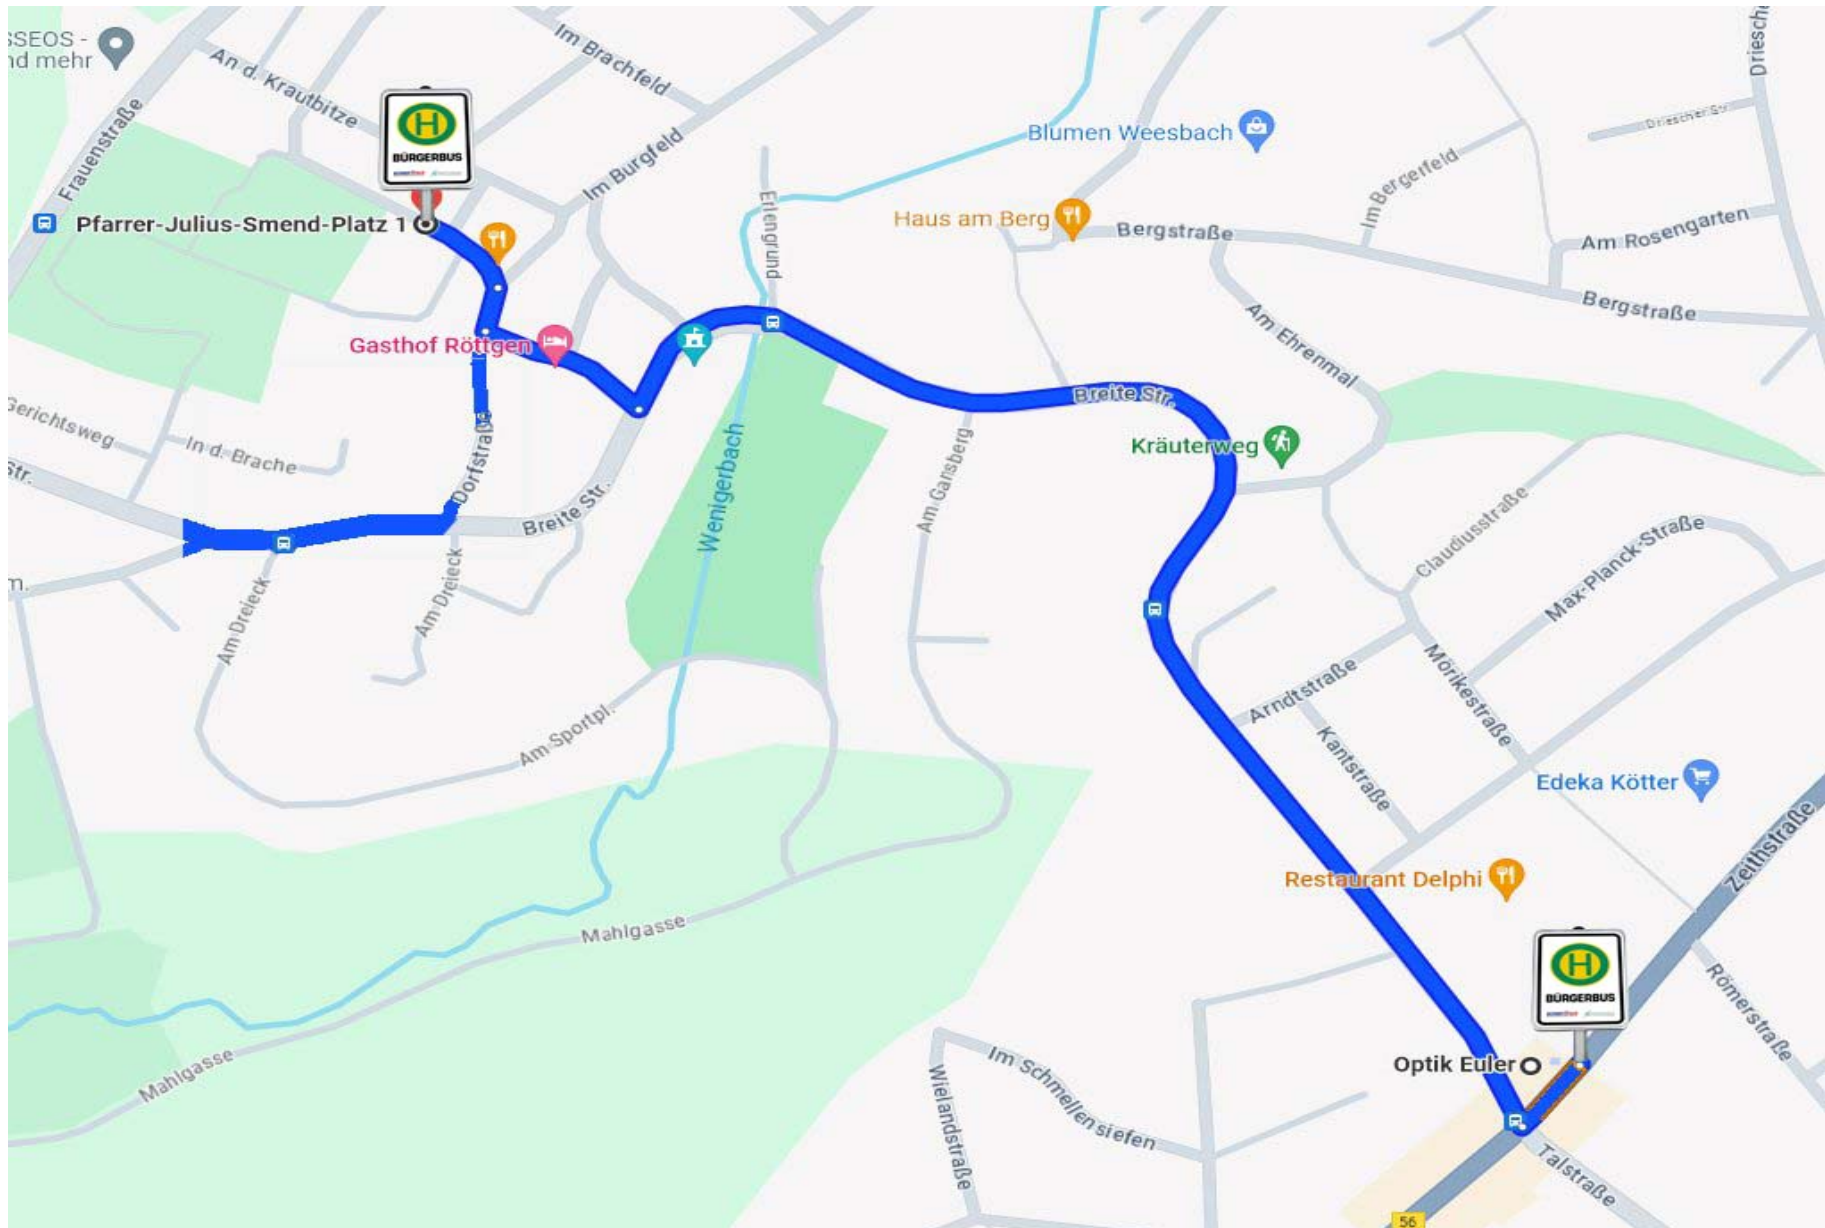 SSEOS -
nd mehr
An d. Krautbitze
Im Brachfeld
Driesch
Driescher Str
Frauenstraße
H
BÜRGERBUS
Im Burgfeld
Blumen Weesbach
Im Bergerfeld
Pfarrer-Julius-Smend-Platz 1
Erlengrund
Haus am Berg
Bergstraße
Am Rosengarten
Bergstraße
Am Ehrenmal
Gasthof Röttgen
Breite Str.
Gerichtsweg
In d. Brache
Dorfstraße
Str.
Breite Str.
Wenigerbach
Am Gansberg
Kräuterweg
Claudiusstraße
Max-Planck-Straße
m.
Am Dreieck
Am Dreieck
Am Sportpl.
Arndtstraße
Mörikestraße
Kantstraße
Edeka Kötter
Zeithstraße
Restaurant Delphi
Mahlgasse
H
BÜRGERBUS
Römerstraße
Mahlgasse
Optik Euler
Im Schmellensiefen
Wielandstraße
Talstraße
56